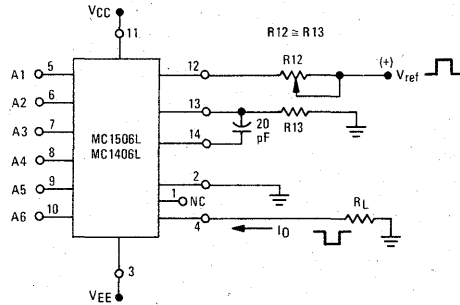 VCC
11
R12 ≅ R13
A1 5
A2 6
A3 7
A4 8
A5 9
A6 10
MC1506L
MC1406L
12
R12
(+)
Vref
13
20
pF
R13
14
2
1
NC
4
IO
RL
3
VEE